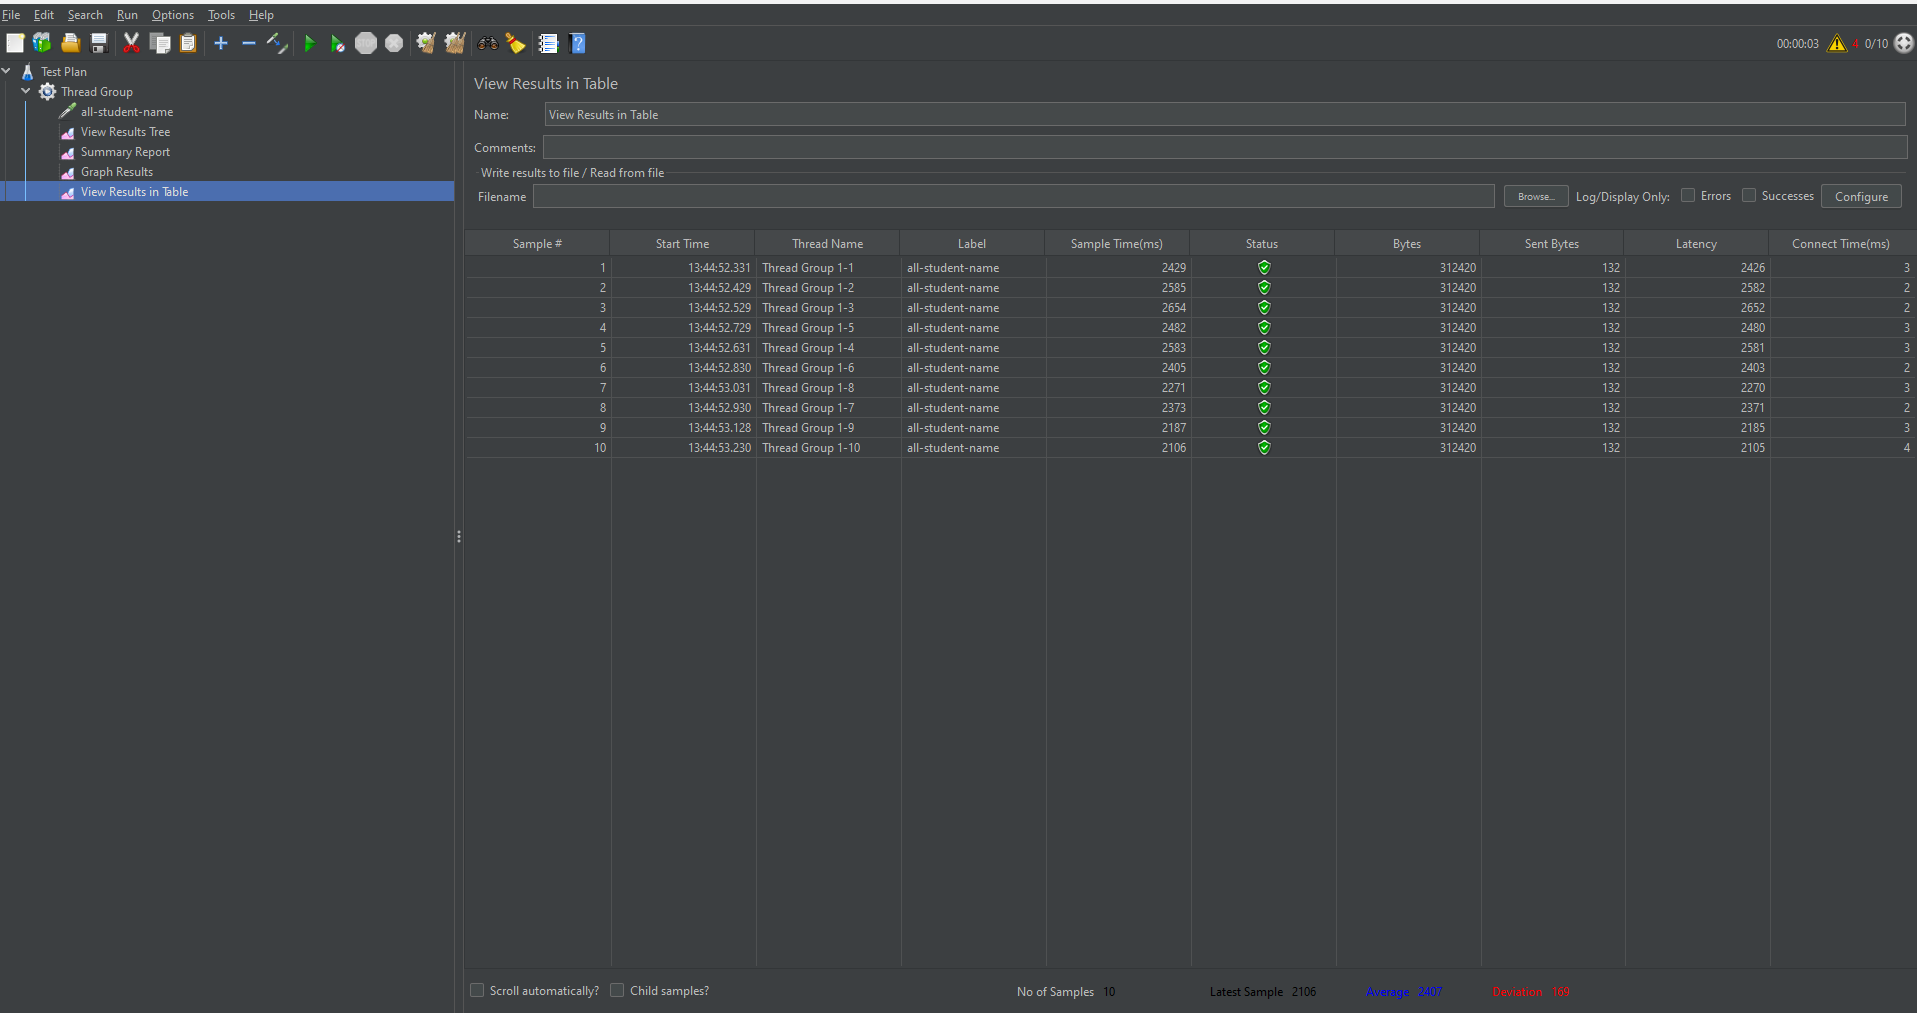 File Edit Search Run Options Tools Help
00:00:03 4 0/10
Test Plan
Thread Group
all-student-name
View Results Tree
Summary Report
Graph Results
View Results in Table
View Results in Table
Name: View Results in Table
Comments:
Write results to file / Read from file
Filename Browse... Log/Display Only: Errors Successes Configure
Sample # Start Time Thread Name Label Sample Time(ms) Status Bytes Sent Bytes Latency Connect Time(ms)
1 13:44:52.331 Thread Group 1-1 all-student-name 2429 312420 132 2426 3
2 13:44:52.429 Thread Group 1-2 all-student-name 2585 312420 132 2582 2
3 13:44:52.529 Thread Group 1-3 all-student-name 2654 312420 132 2652 2
4 13:44:52.729 Thread Group 1-5 all-student-name 2482 312420 132 2480 3
5 13:44:52.631 Thread Group 1-4 all-student-name 2583 312420 132 2581 3
6 13:44:52.830 Thread Group 1-6 all-student-name 2405 312420 132 2403 2
7 13:44:53.031 Thread Group 1-8 all-student-name 2271 312420 132 2270 3
8 13:44:52.930 Thread Group 1-7 all-student-name 2373 312420 132 2371 2
9 13:44:53.128 Thread Group 1-9 all-student-name 2187 312420 132 2185 3
10 13:44:53.230 Thread Group 1-10 all-student-name 2106 312420 132 2105 4
Scroll automatically? Child samples? No of Samples 10 Latest Sample 2106 Average 2407 Deviation 169